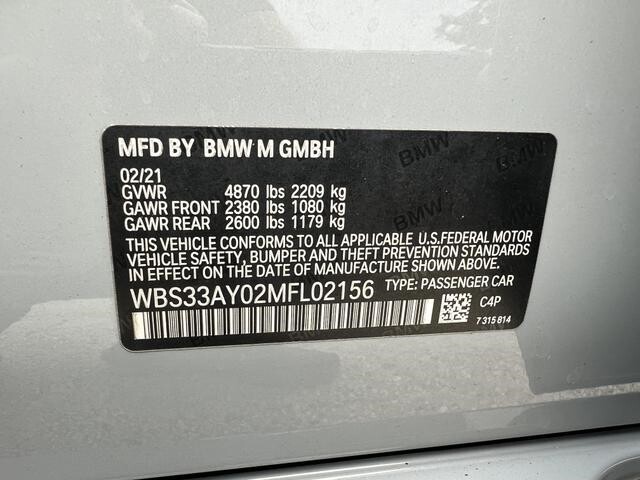 MFD BY BMW M GMBH
02/21
GVWR 4870 lbs 2209 kg
GAWR FRONT 2380 lbs 1080 kg
GAWR REAR 2600 lbs 1179 kg
THIS VEHICLE CONFORMS TO ALL APPLICABLE U.S.FEDERAL MOTOR
VEHICLE SAFETY, BUMPER AND THEFT PREVENTION STANDARDS
IN EFFECT ON THE DATE OF MANUFACTURE SHOWN ABOVE.
WBS33AY02MFL02156 TYPE: PASSENGER CAR
C4P
7 315 814
BMW
BMW